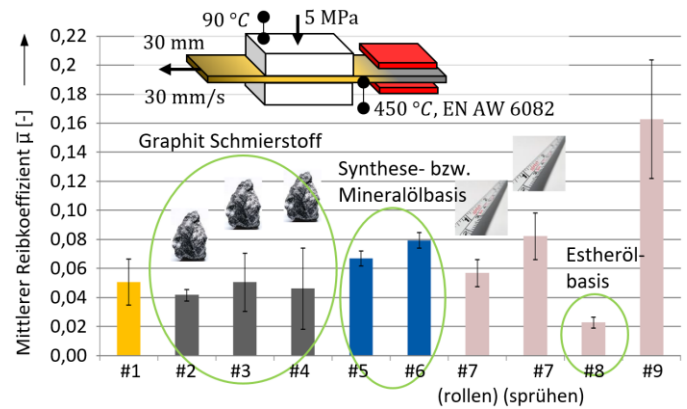 90 °C
5 MPa
30 mm
30 mm/s
450 °C, EN AW 6082
Mittlerer Reibkoeffizient μ̅ [-]
0,22
0,2
0,18
0,16
0,14
0,12
0,10
0,08
0,06
0,04
0,02
0,00
Graphit Schmierstoff
Synthese- bzw.
Mineralölbasis
Estheröl-
basis
#1 #2 #3 #4 #5 #6 #7 #7 #8 #9
(rollen) (sprühen)